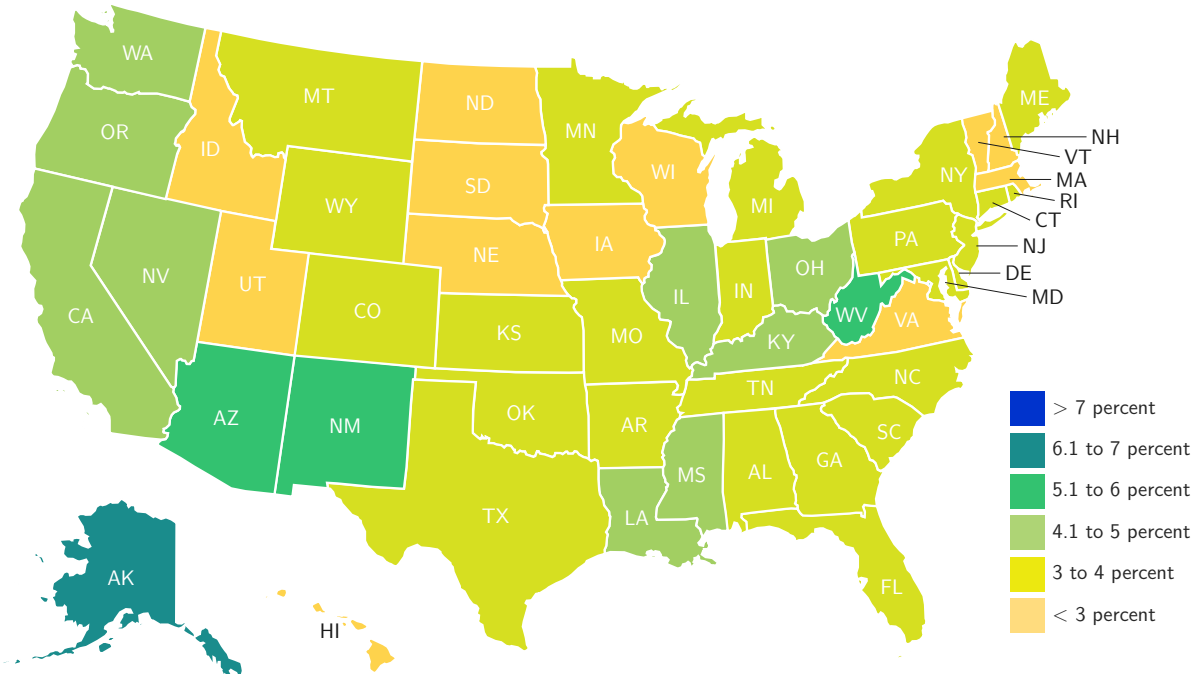 WA
MT
ND
MN
ME
OR
ID
SD
WI
NY
NH
VT
MA
RI
CT
WY
MI
PA
NJ
NE
IA
OH
DE
MD
NV
UT
CO
IL
IN
WV
VA
CA
KS
MO
KY
NC
AZ
NM
OK
TN
AR
SC
MS
AL
GA
TX
LA
FL
AK
HI
> 7 percent
6.1 to 7 percent
5.1 to 6 percent
4.1 to 5 percent
3 to 4 percent
< 3 percent